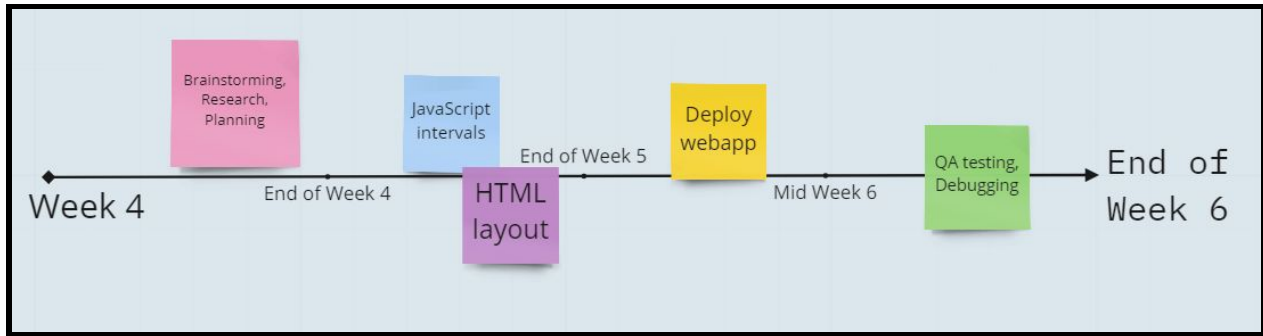 Brainstorming,
Research,
Planning
JavaScript
intervals
Deploy
webapp
End of Week 5
QA testing,
Debugging
End of
Week 6
Week 4
End of Week 4
HTML
layout
Mid Week 6